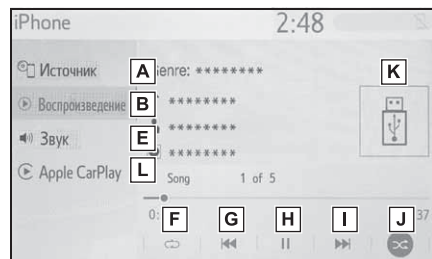 iPhone 2:48
Источник A Genre: ******** K
Воспроизведение B ********
Звук E ********
********
Apple CarPlay L Song 1 of 5
0: 37
F G H I J